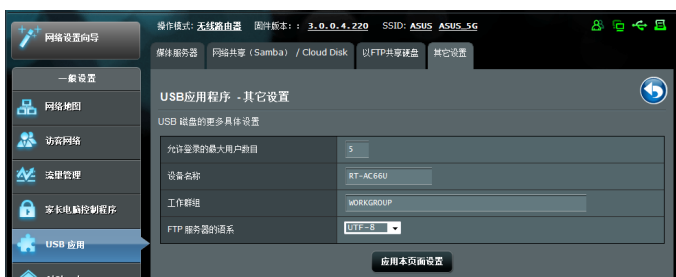 操作模式: 无线路由器 固件版本: : 3.0.0.4.220 SSID: ASUS ASUS_5G
网络设置向导
媒体服务器 网络共享 (Samba) / Cloud Disk 以FTP共享硬盘 其它设置
一般设置
网络地图
访客网络
流量管理
家长电脑控制程序
USB 应用
USB应用程序 - 其它设置
USB 磁盘的更多具体设置
允许登录的最大用户数目 5
设备名称 RT-AC66U
工作群组 WORKGROUP
FTP 服务器的语系 UTF-8
应用本页面设置